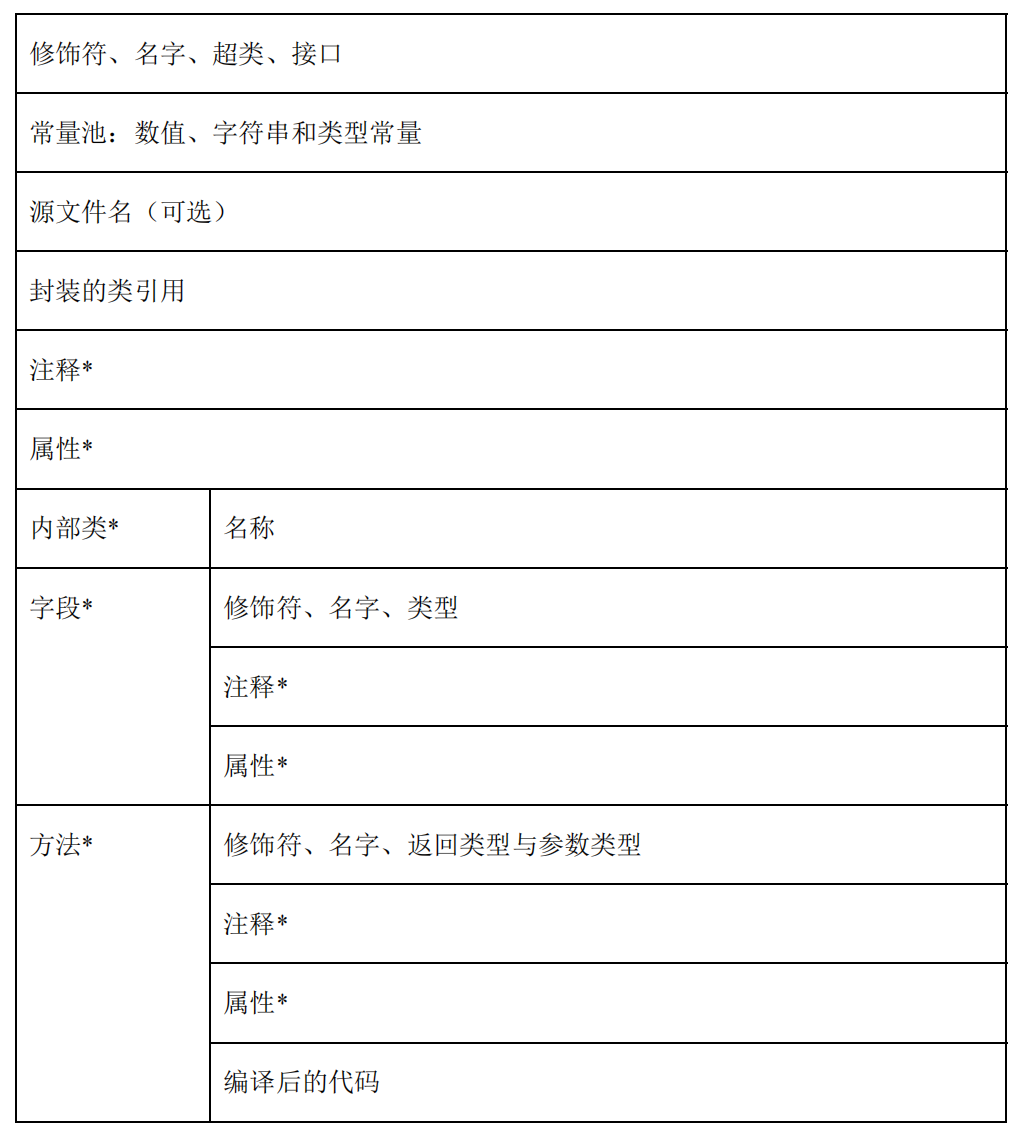 修饰符、名字、超类、接口
常量池：数值、字符串和类型常量
源文件名（可选）
封装的类引用
注释*
属性*
内部类*
名称
字段*
修饰符、名字、类型
注释*
属性*
方法*
修饰符、名字、返回类型与参数类型
注释*
属性*
编译后的代码